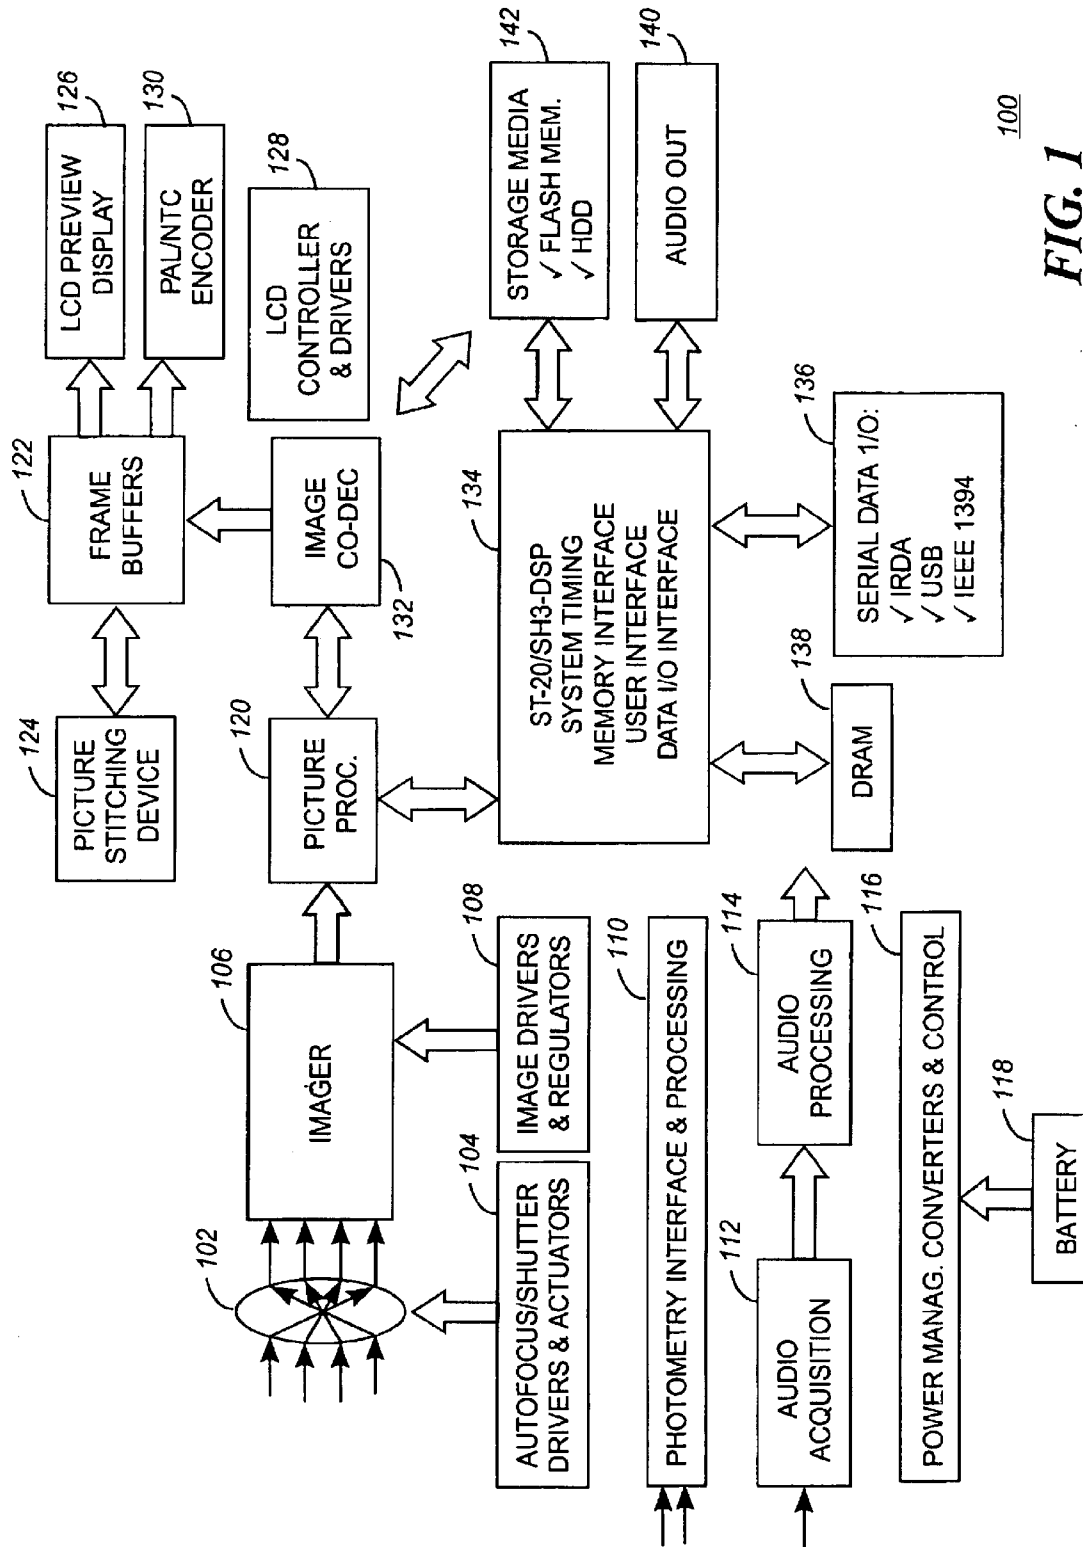 102
IMAGER
106
AUTOFOCUS/SHUTTER
DRIVERS & ACTUATORS
104
IMAGE DRIVERS
& REGULATORS
108
PHOTOMETRY INTERFACE & PROCESSING
110
AUDIO
ACQUISITION
112
AUDIO
PROCESSING
114
POWER MANAG. CONVERTERS & CONTROL
116
BATTERY
118
PICTURE
STITCHING
DEVICE
124
FRAME
BUFFERS
122
LCD PREVIEW
DISPLAY
126
PAL/NTC
ENCODER
130
PICTURE
PROC.
120
IMAGE
CO-DEC
132
LCD
CONTROLLER
& DRIVERS
128
ST-20/SH3-DSP
SYSTEM TIMING
MEMORY INTERFACE
USER INTERFACE
DATA I/O INTERFACE
134
STORAGE MEDIA
✓ FLASH MEM.
✓ HDD
142
AUDIO OUT
140
DRAM
138
SERIAL DATA 1/O:
✓ IRDA
✓ USB
✓ IEEE 1394
136
100
FIG. 1